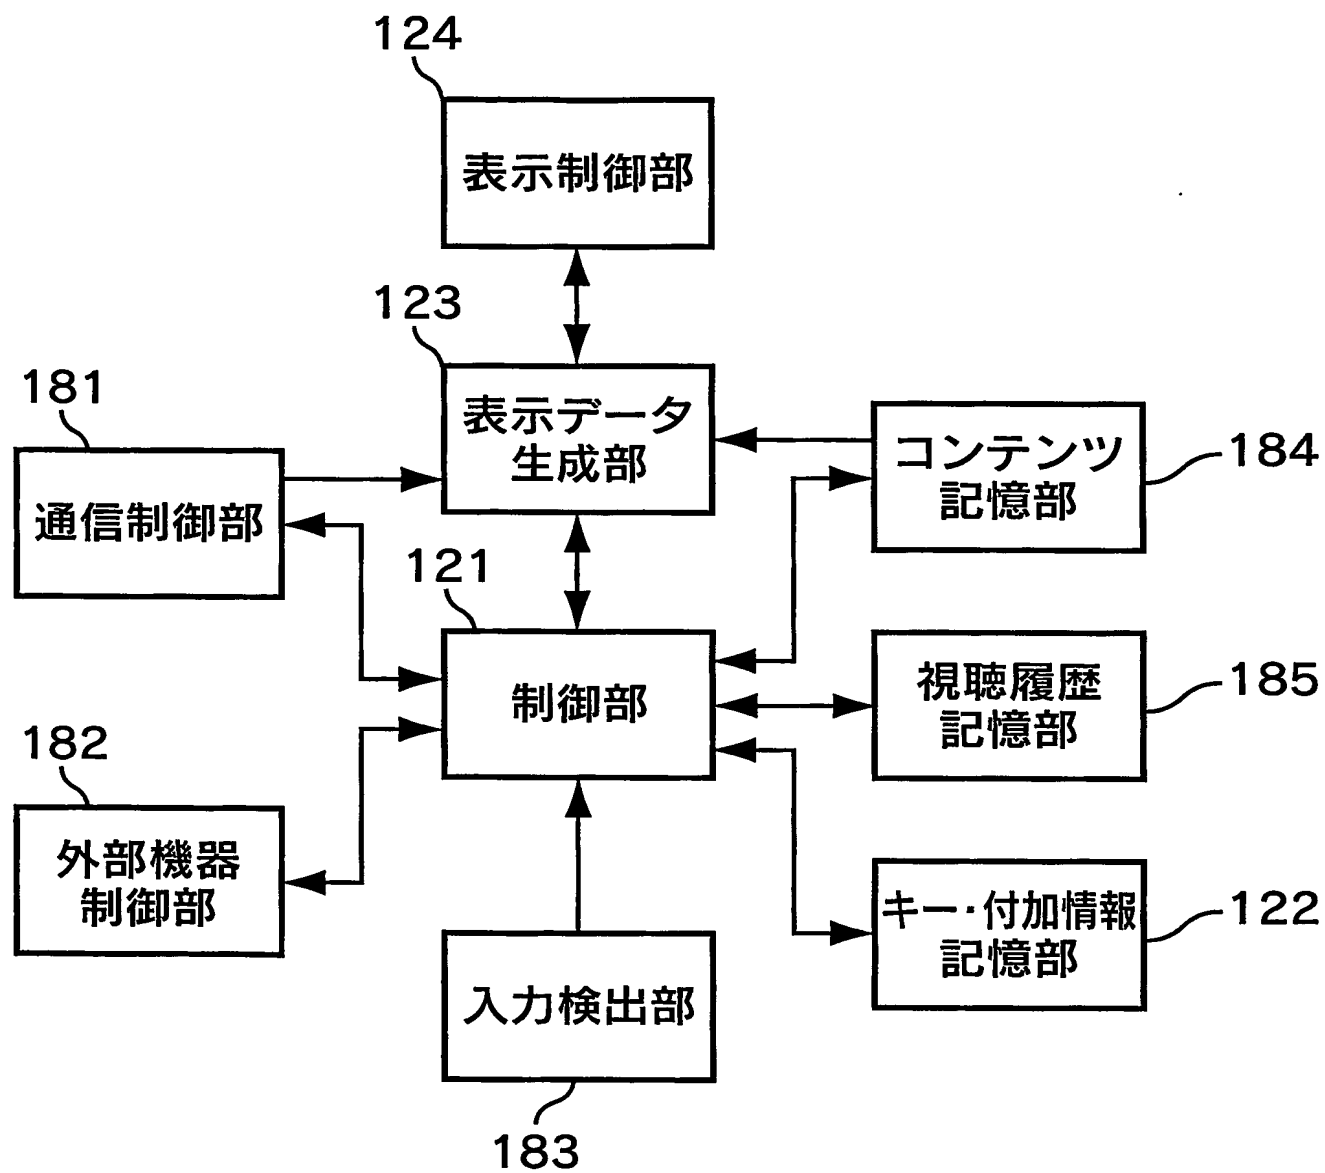 124
表示制御部
123
表示データ
生成部
181
通信制御部
コンテンツ
記憶部
184
121
制御部
視聴履歴
記憶部
185
182
外部機器
制御部
キー・付加情報
記憶部
122
入力検出部
183